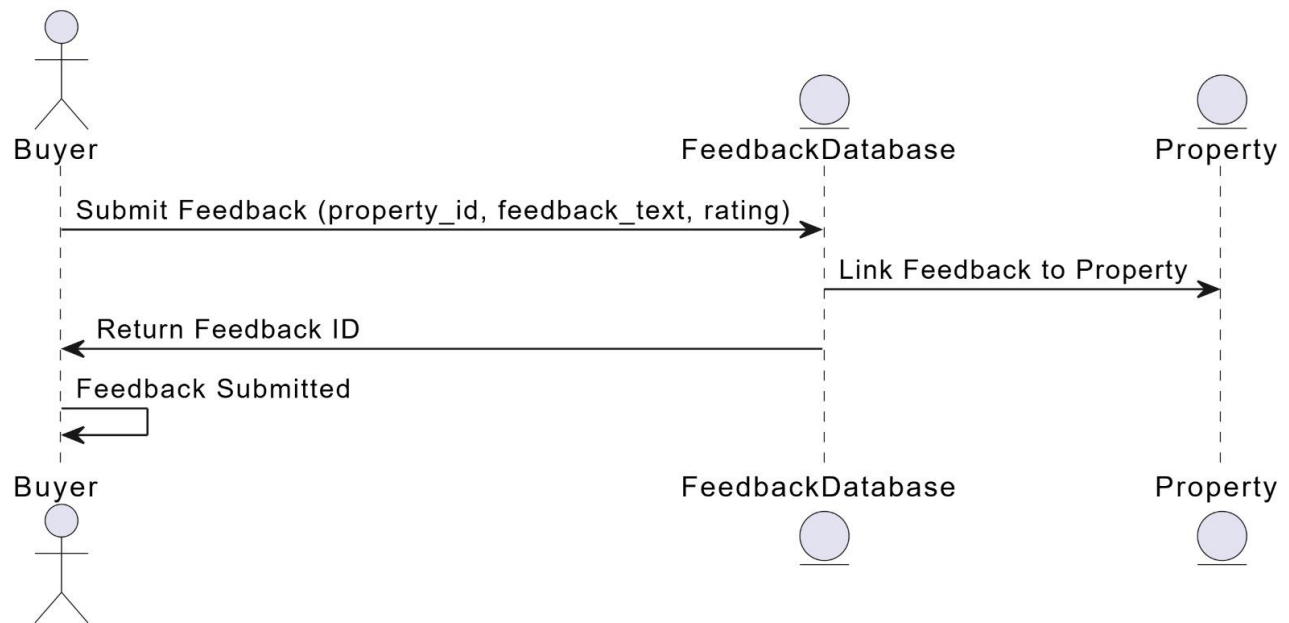 Buyer
FeedbackDatabase
Property
Submit Feedback (property_id, feedback_text, rating)
Link Feedback to Property
Return Feedback ID
Feedback Submitted
Buyer
FeedbackDatabase
Property